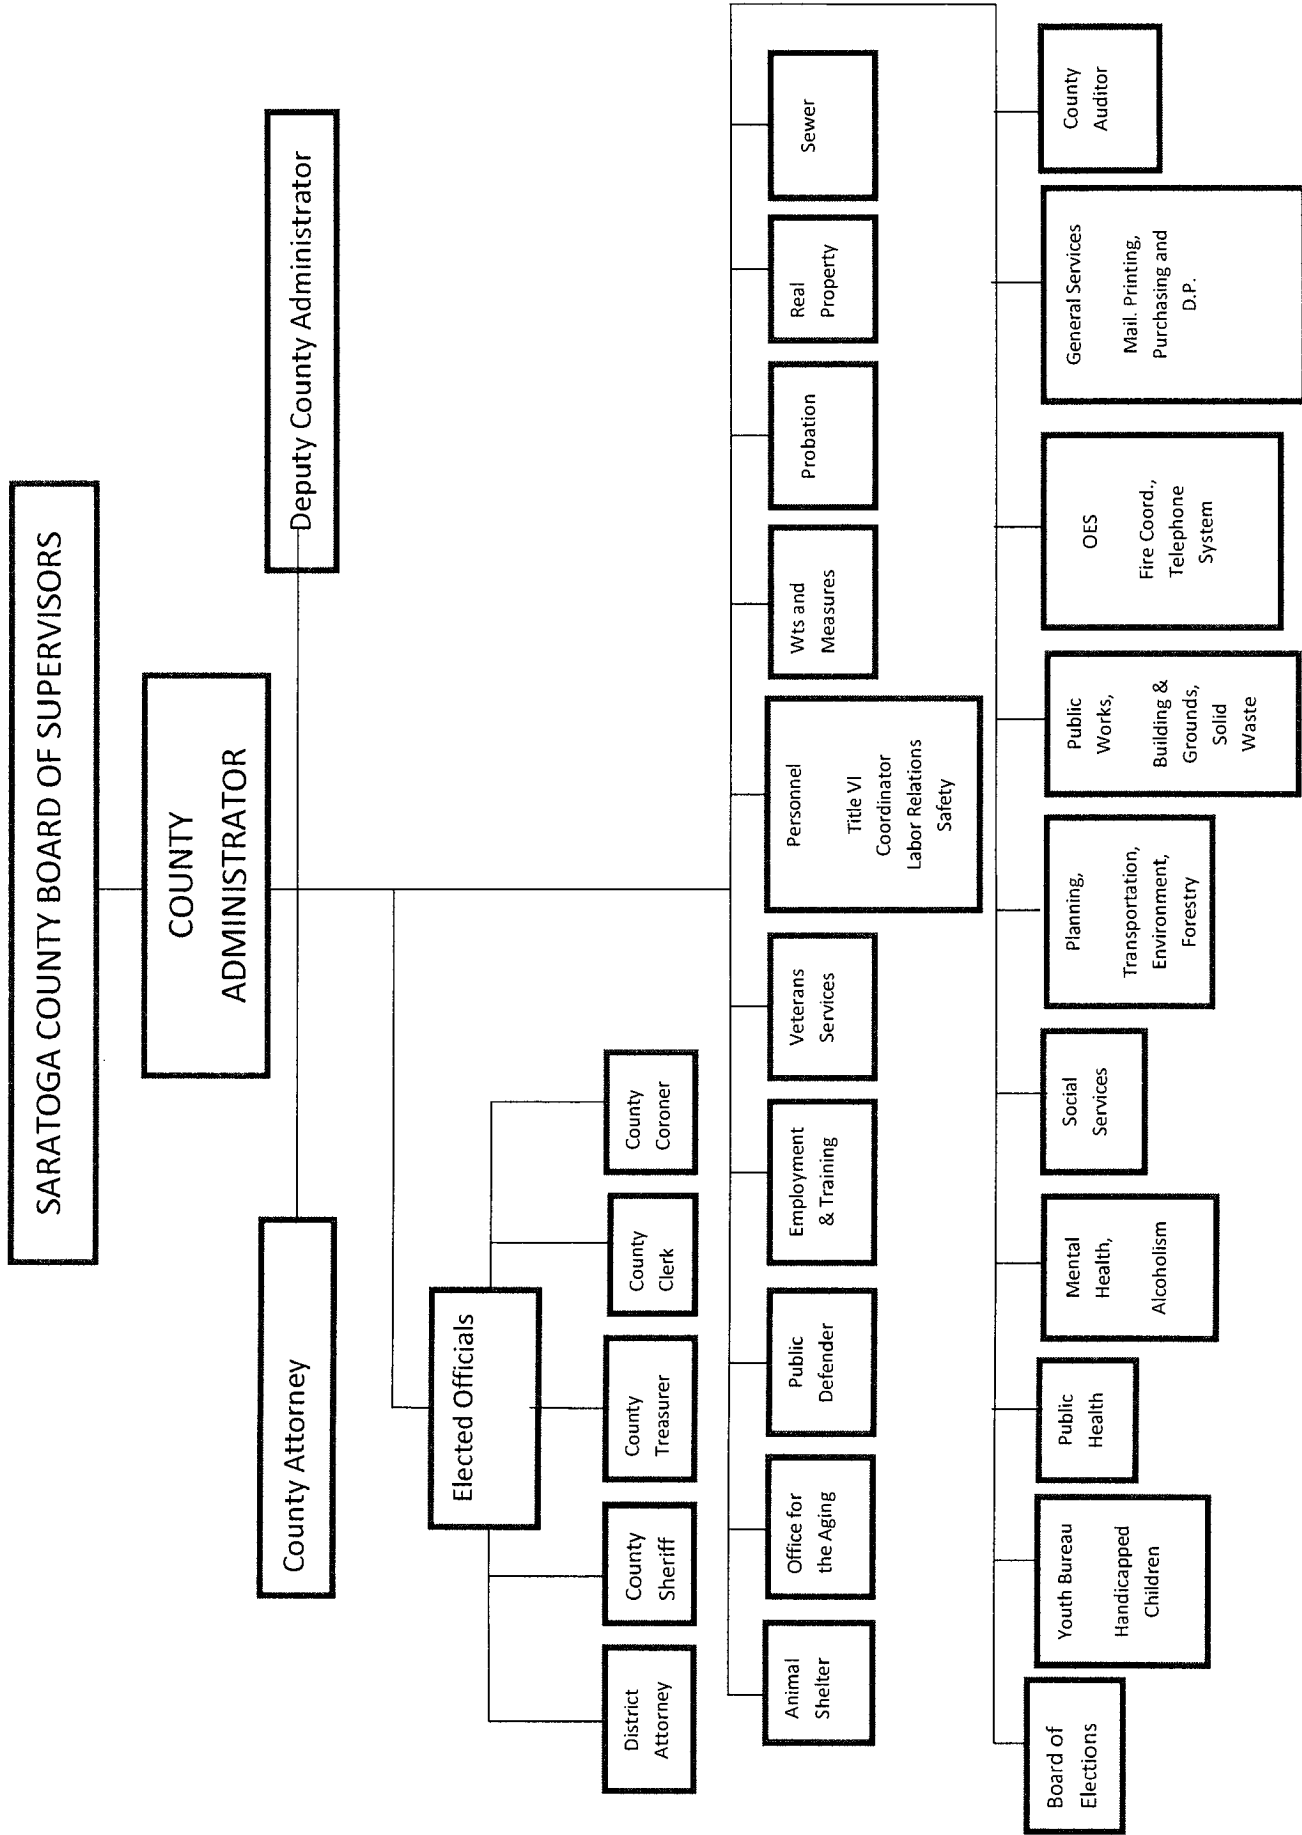 SARATOGA COUNTY BOARD OF SUPERVISORS
COUNTY
ADMINISTRATOR
County Attorney
Deputy County Administrator
Elected Officials
District
Attorney
County
Sheriff
County
Treasurer
County
Clerk
County
Coroner
Animal
Shelter
Office for
the Aging
Public
Defender
Employment
& Training
Veterans
Services
Personnel
Title VI
Coordinator
Labor Relations
Safety
Wts and
Measures
Probation
Real
Property
Sewer
Board of
Elections
Youth Bureau
Handicapped
Children
Public
Health
Mental
Health,
Alcoholism
Social
Services
Planning,
Transportation,
Environment,
Forestry
Public
Works,
Building &
Grounds,
Solid
Waste
OES
Fire Coord.,
Telephone
System
General Services
Mail. Printing,
Purchasing and
D.P.
County
Auditor